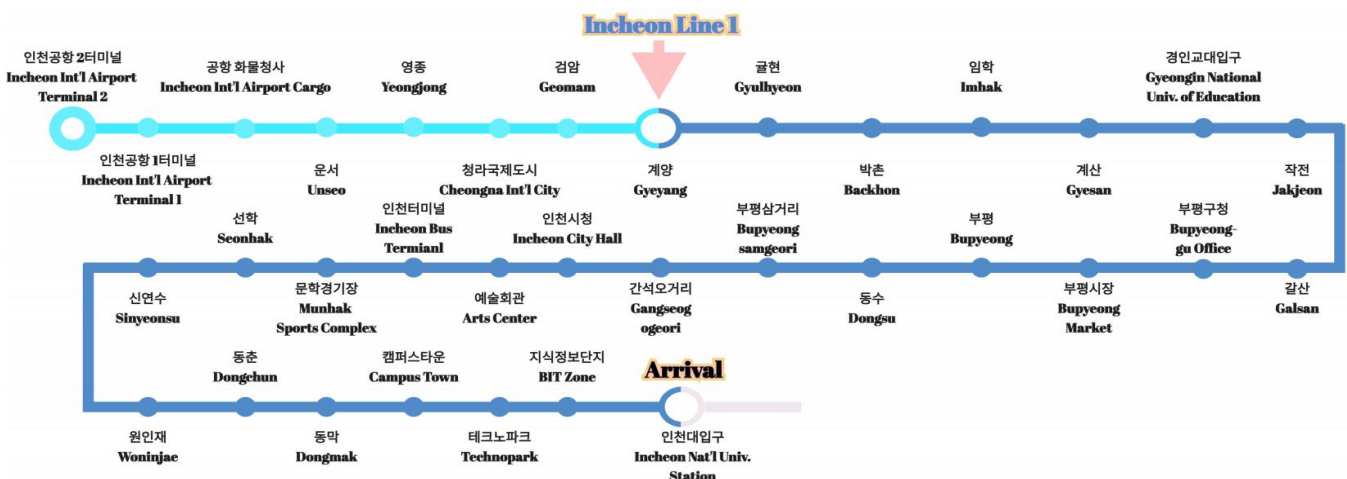 Incheon Line 1
인천공항 2터미널
Incheon Int'l Airport
Terminal 2
공항 화물청사
Incheon Int'l Airport Cargo
영종
Yeongjong
검암
Geomam
귤현
Gyulhyeon
임학
Imhak
경인교대입구
Gyeongin National
Univ. of Education
인천공항 1터미널
Incheon Int'l Airport
Terminal 1
운서
Unseo
청라국제도시
Cheongna Int'l City
계양
Gyeyang
박촌
Backhon
계산
Gyesan
작전
Jakjeon
선학
Seonhak
인천터미널
Incheon Bus
Termianl
인천시청
Incheon City Hall
부평삼거리
Bupyeong
samgeori
부평
Bupyeong
부평구청
Bupyeong-
gu Office
신연수
Sinyeonsu
문학경기장
Munhak
Sports Complex
예술회관
Arts Center
간석오거리
Gangseog
ogeori
동수
Dongsu
부평시장
Bupyeong
Market
갈산
Galsan
동춘
Dongchun
캠퍼스타운
Campus Town
지식정보단지
BIT Zone
Arrival
원인재
Woninjae
동막
Dongmak
테크노파크
Technopark
인천대입구
Incheon Nat'l Univ.
Station